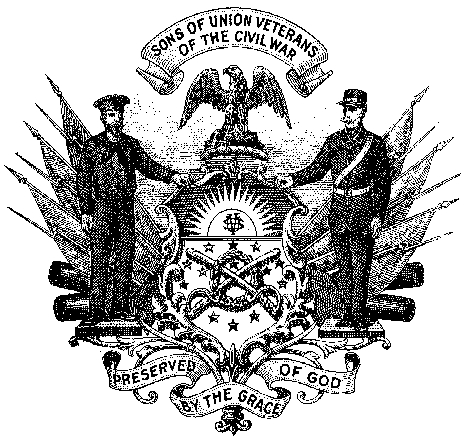 SONS OF UNION VETERANS
OF THE CIVIL WAR
PRESERVED
BY THE GRACE
OF GOD